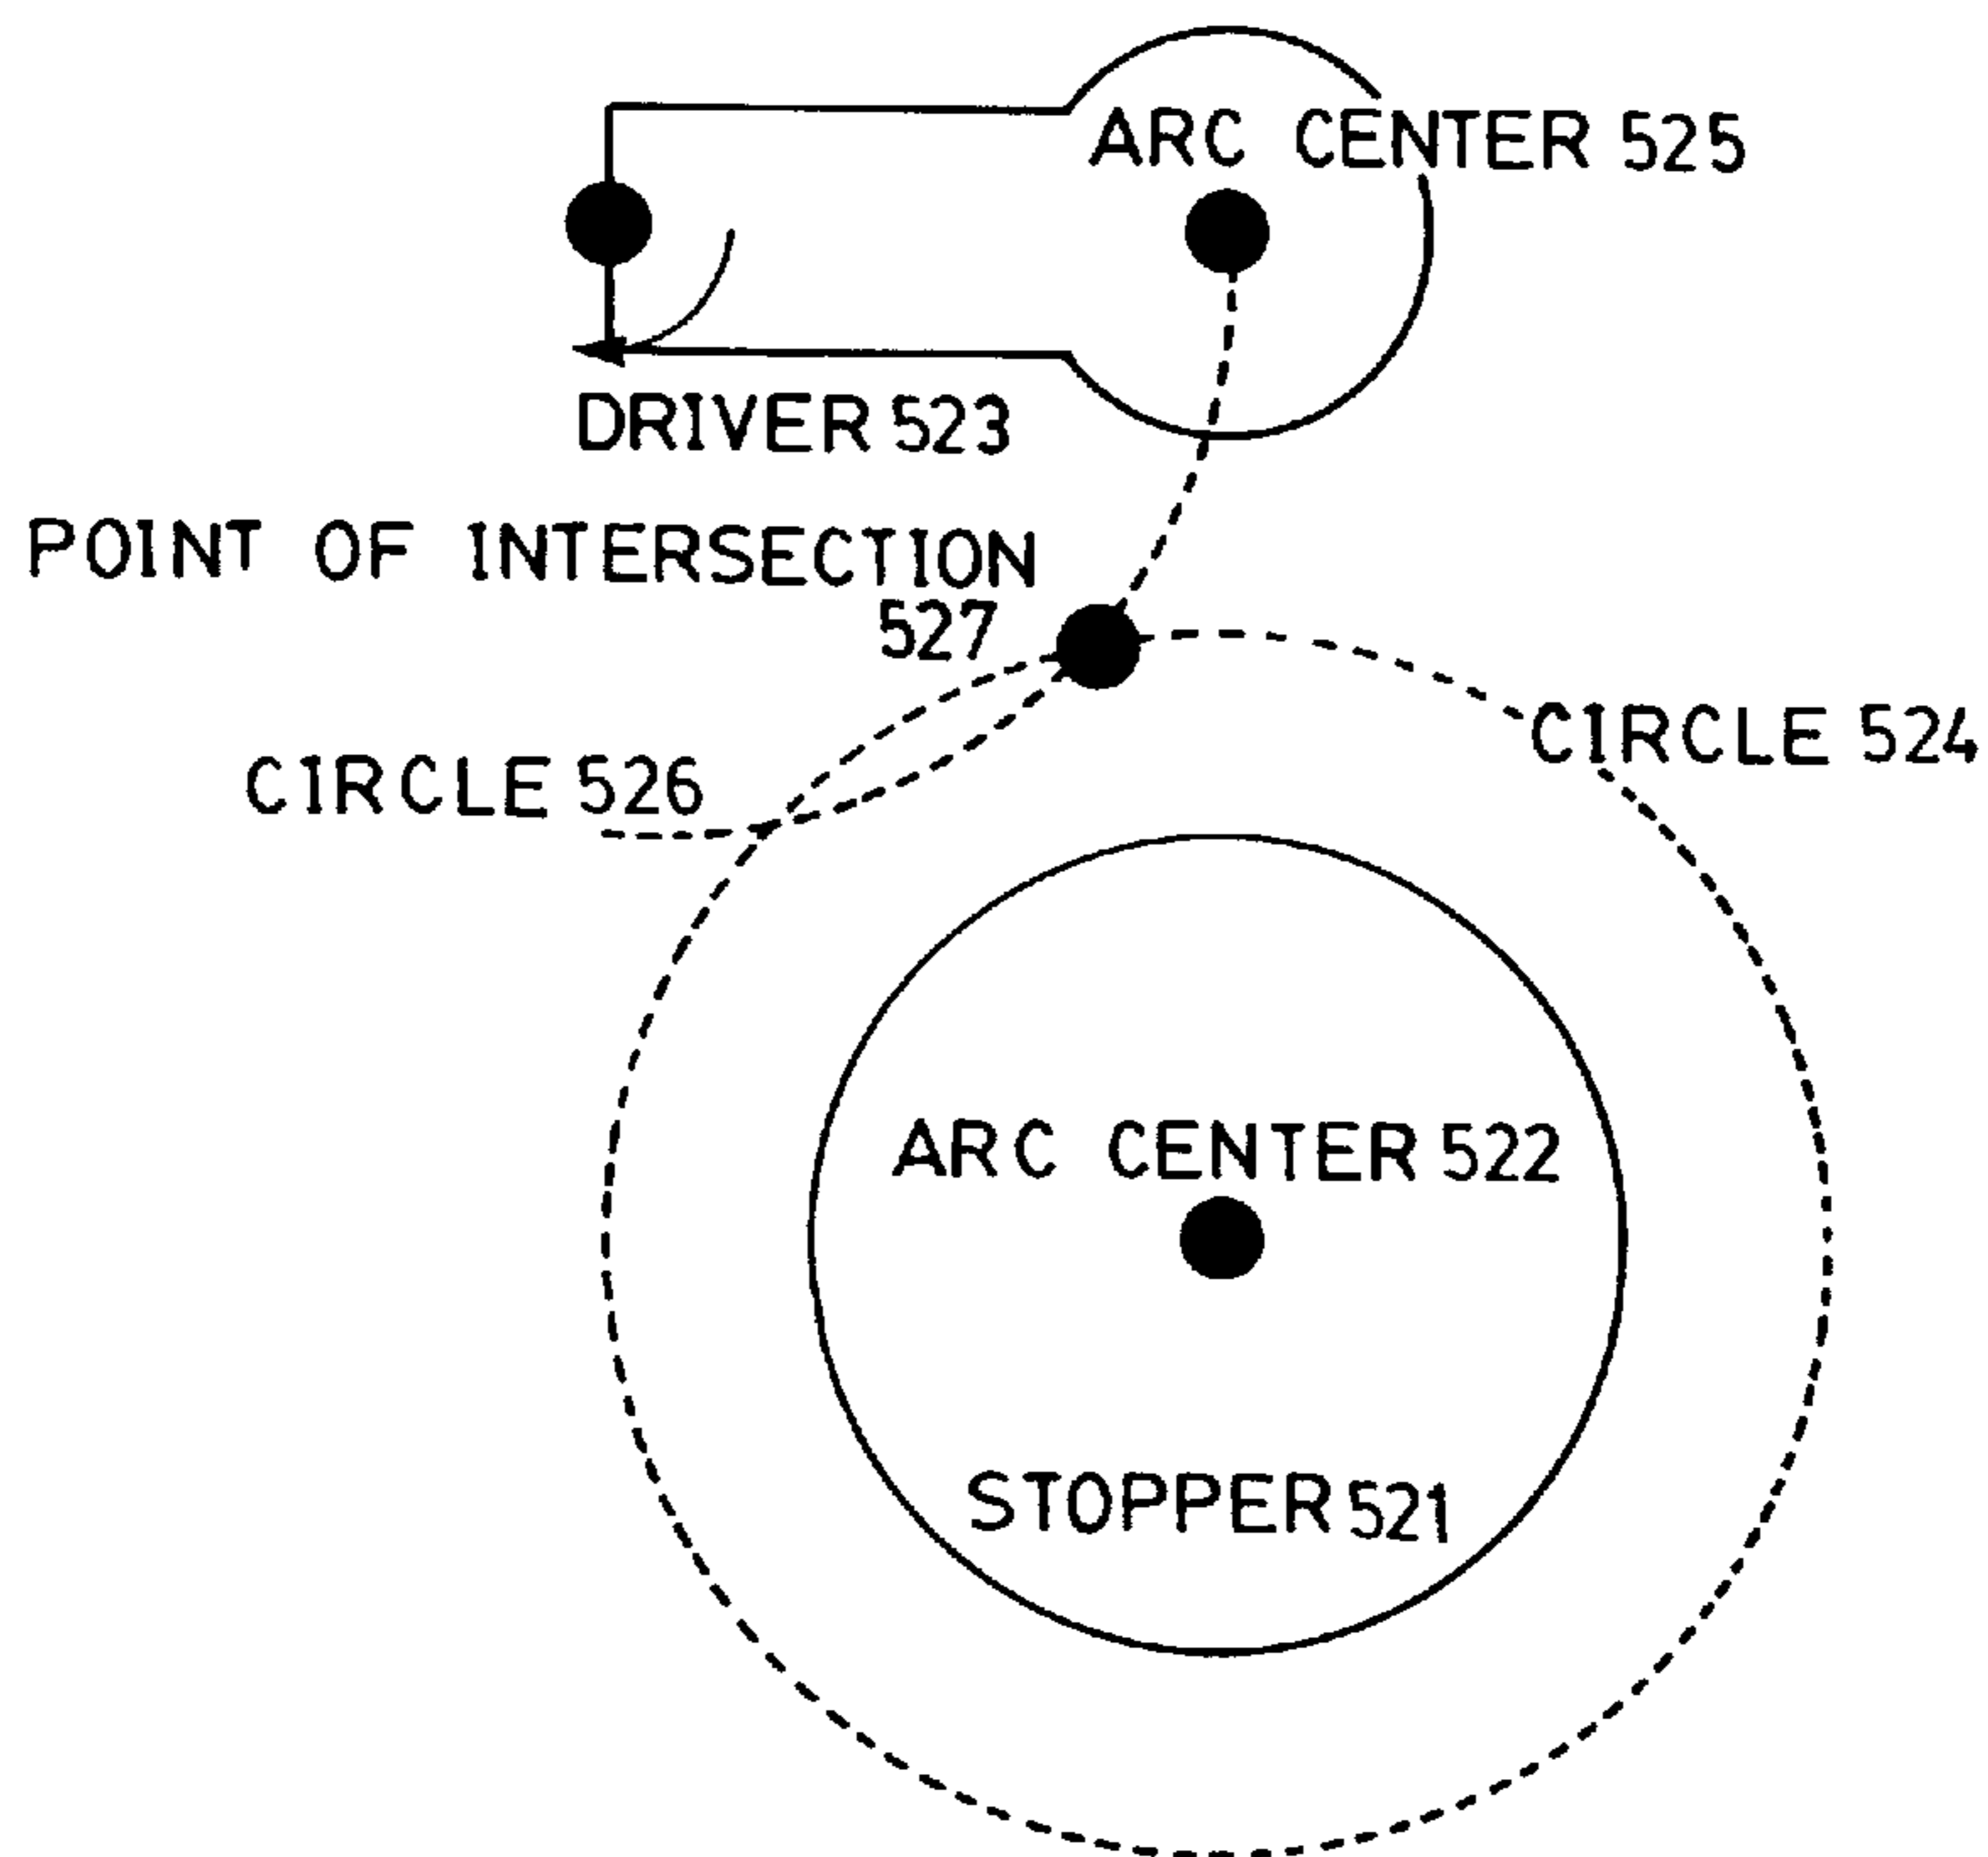 ARC CENTER 525
DRIVER 523
POINT OF INTERSECTION
527
CIRCLE 524
CIRCLE 526
ARC CENTER 522
STOPPER 521